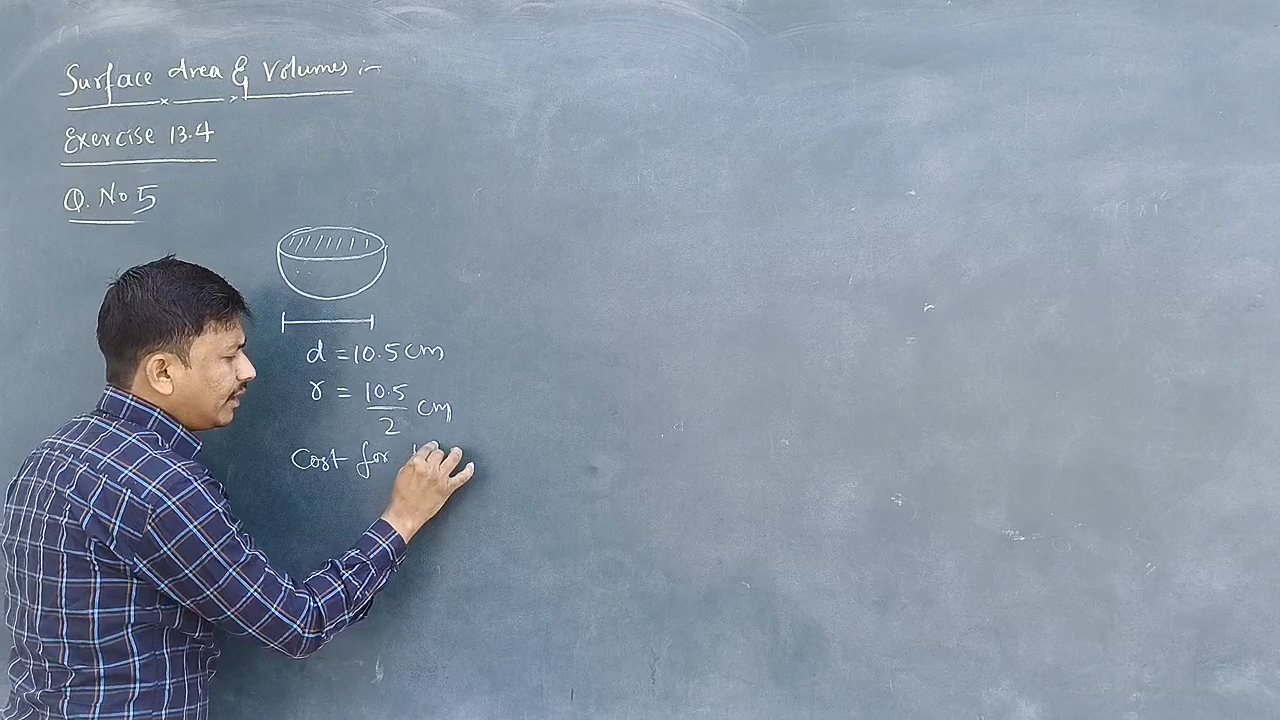 Surface Area & Volumes :-
Exercise 13.4
Q. No 5
d = 10.5 cm
r = 10.5/2 cm
Cost for